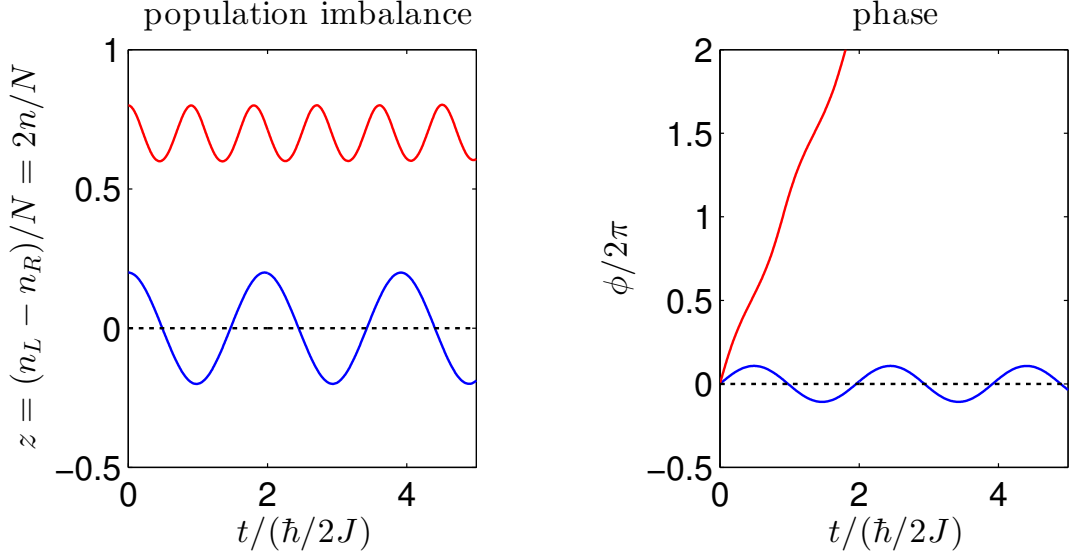 population imbalance
z = (n_L − n_R)/N = 2n/N
1
0.5
0
−0.5
0 2 4
t/(ħ/2J)
phase
ϕ/2π
2
1.5
1
0.5
0
−0.5
0 2 4
t/(ħ/2J)